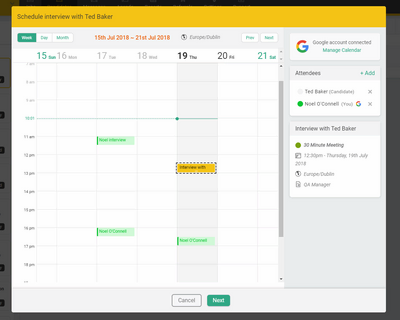 Schedule interview with Ted Baker
Week Day Month
15th Jul 2018 – 21st Jul 2018
Europe/Dublin
Prev Next
15 Sun 16 Mon 17 Tue 18 Wed 19 Thu 20 Fri 21 Sat
10:21
11 am
Noel Interview
12 pm
13 pm
Interview with
14 pm
15 pm
16 pm
Noel O'Connell
17 pm
Noel O'Connell
18 pm
Google account connected
Manage Calendar
Attendees + Add
Ted Baker (Candidate) ×
Noel O'Connell (You) G ×
Interview with Ted Baker
30 Minute Meeting
12:30pm - Thursday, 19th July
2018
Europe/Dublin
QA Manager
Cancel Next